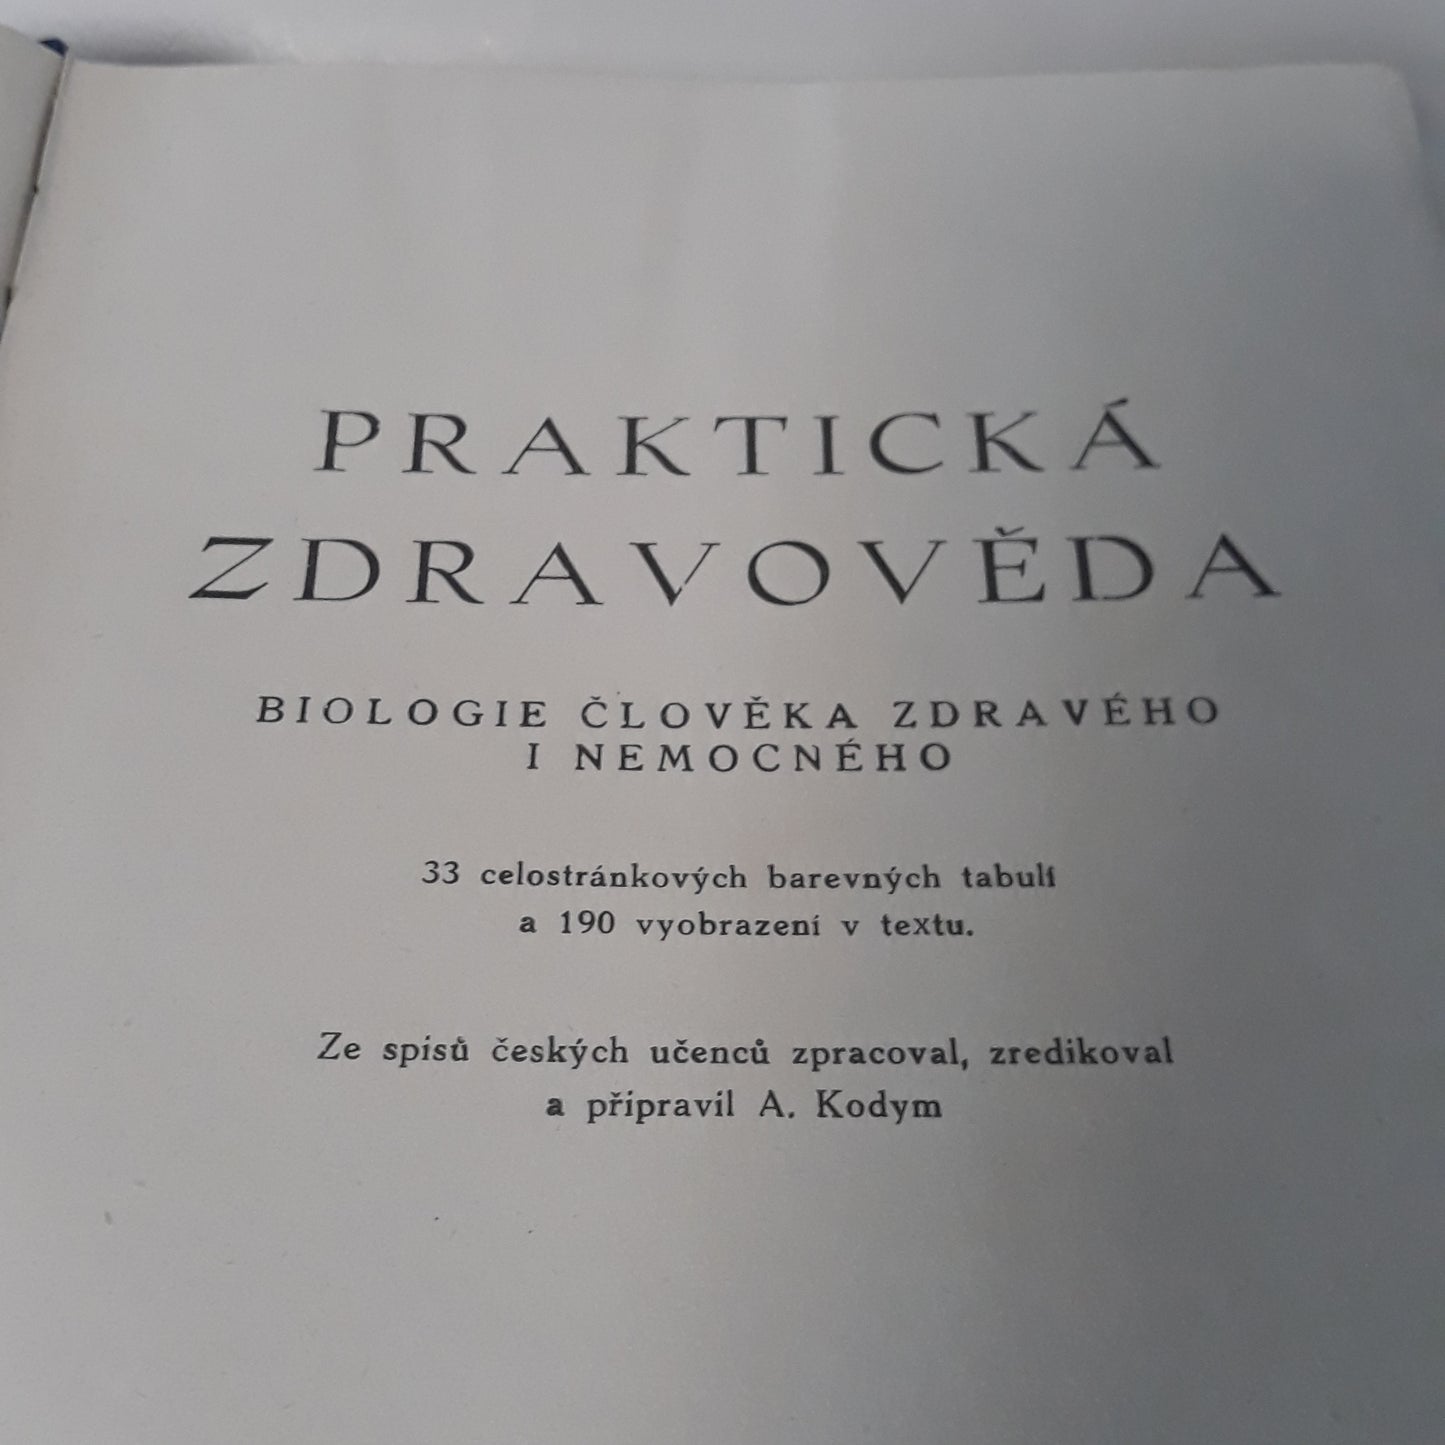 PRAKTICKÁ
ZDRAVOVĚDA
BIOLOGIE ČLOVĚKA ZDRAVÉHO
I NEMOCNÉHO
33 celostránkových barevných tabulí
a 190 vyobrazení v textu.
Ze spisů českých učenců zpracoval, zredikoval
a připravil A. Kodym